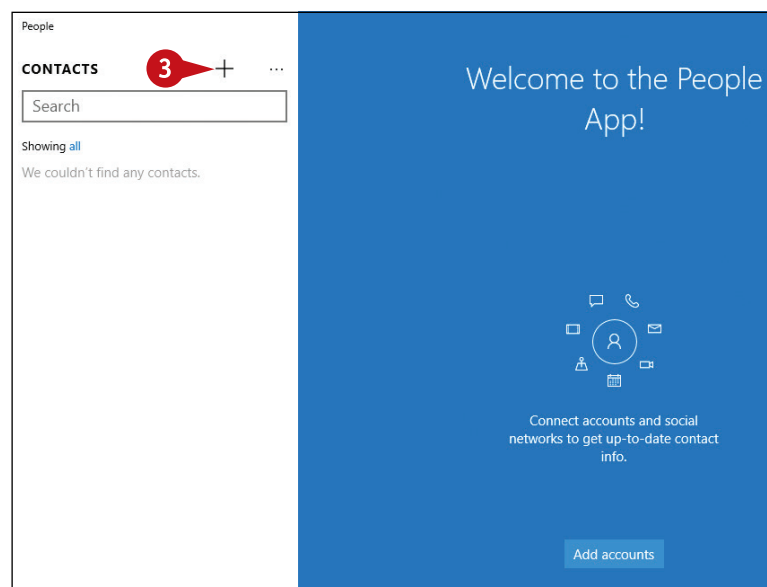 People
CONTACTS
3
+
...
Search
Showing all
We couldn't find any contacts.
Welcome to the People
App!
Connect accounts and social
networks to get up-to-date contact
info.
Add accounts